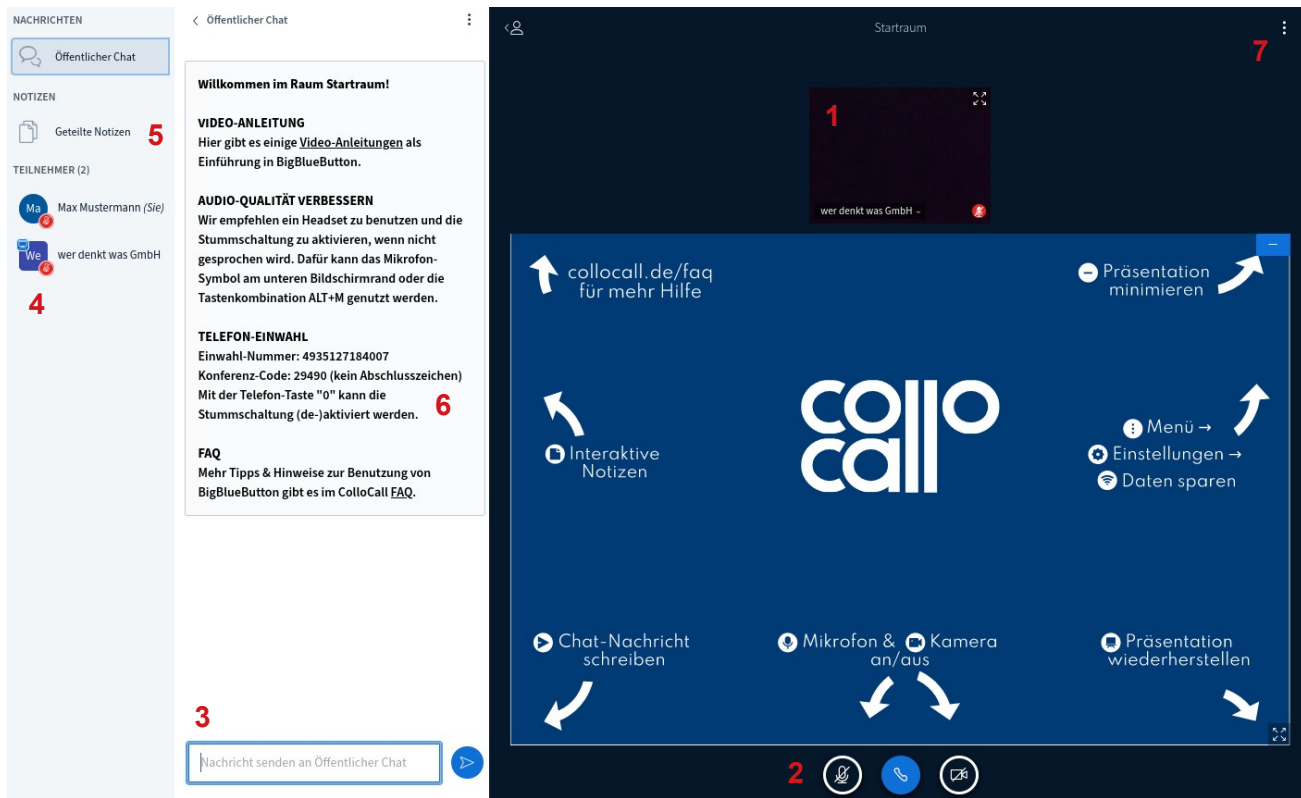 NACHRICHTEN
Öffentlicher Chat
NOTIZEN
Geteilte Notizen
5
TEILNEHMER (2)
Ma
Max Mustermann (Sie)
We
wer denkt was GmbH
4
Öffentlicher Chat
Willkommen im Raum Startraum!
VIDEO-ANLEITUNG
Hier gibt es einige Video-Anleitungen als
Einführung in BigBlueButton.
AUDIO-QUALITÄT VERBESSERN
Wir empfehlen ein Headset zu benutzen und die
Stummschaltung zu aktivieren, wenn nicht
gesprochen wird. Dafür kann das Mikrofon-
Symbol am unteren Bildschirmrand oder die
Tastenkombination ALT+M genutzt werden.
TELEFON-EINWAHL
Einwahl-Nummer: 4935127184007
Konferenz-Code: 29490 (kein Abschlusszeichen)
Mit der Telefon-Taste "0" kann die
Stummschaltung (de-)aktiviert werden.
6
FAQ
Mehr Tipps & Hinweise zur Benutzung von
BigBlueButton gibt es im ColloCall FAQ.
3
Nachricht senden an Öffentlicher Chat
Startraum
7
1
wer denkt was GmbH
collocall.de/faq
für mehr Hilfe
Präsentation
minimieren
collo
call
Interaktive
Notizen
Menü →
Einstellungen →
Daten sparen
Chat-Nachricht
schreiben
Mikrofon & Kamera
an/aus
Präsentation
wiederherstellen
2